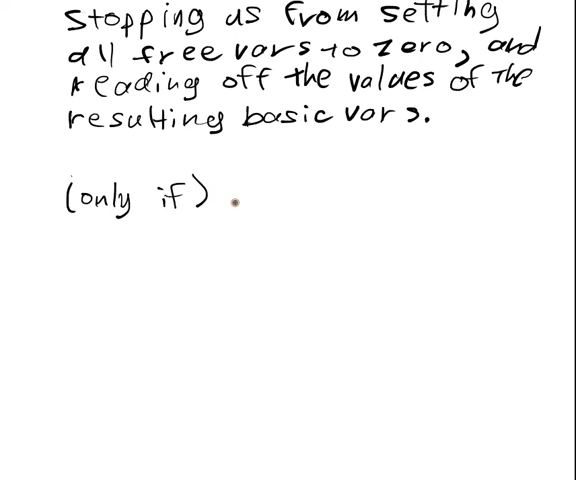 stopping us from setting
all free vars to zero, and
reading off the values of the
resulting basic vars.
(only if)